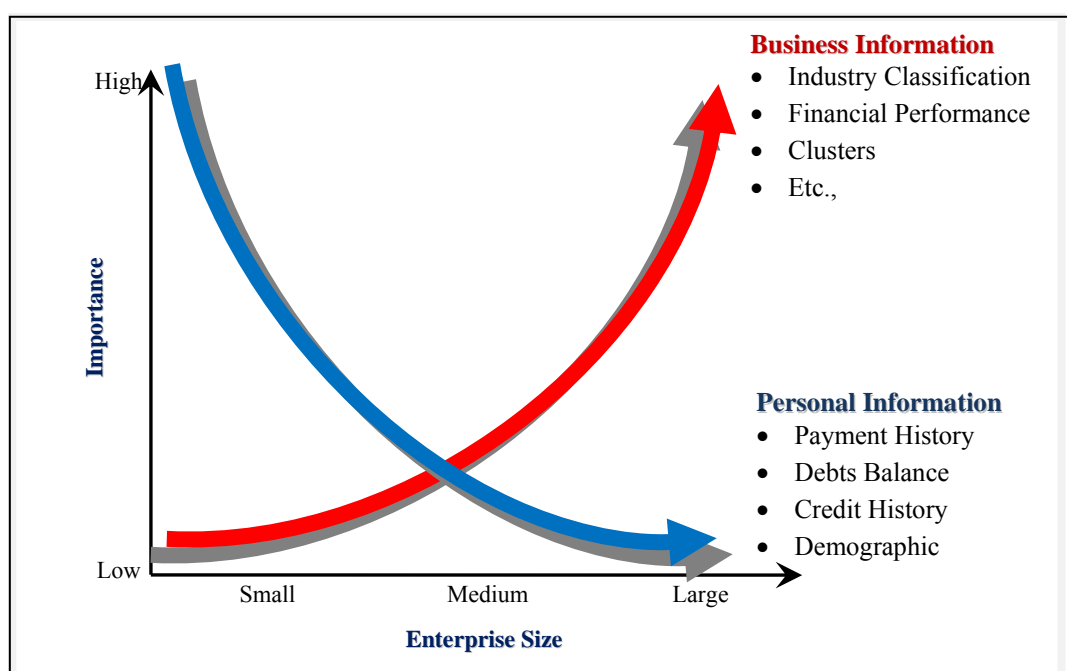 Business Information
• Industry Classification
• Financial Performance
• Clusters
• Etc.,
High
Importance
Personal Information
• Payment History
• Debts Balance
• Credit History
• Demographic
Low
Small Medium Large
Enterprise Size